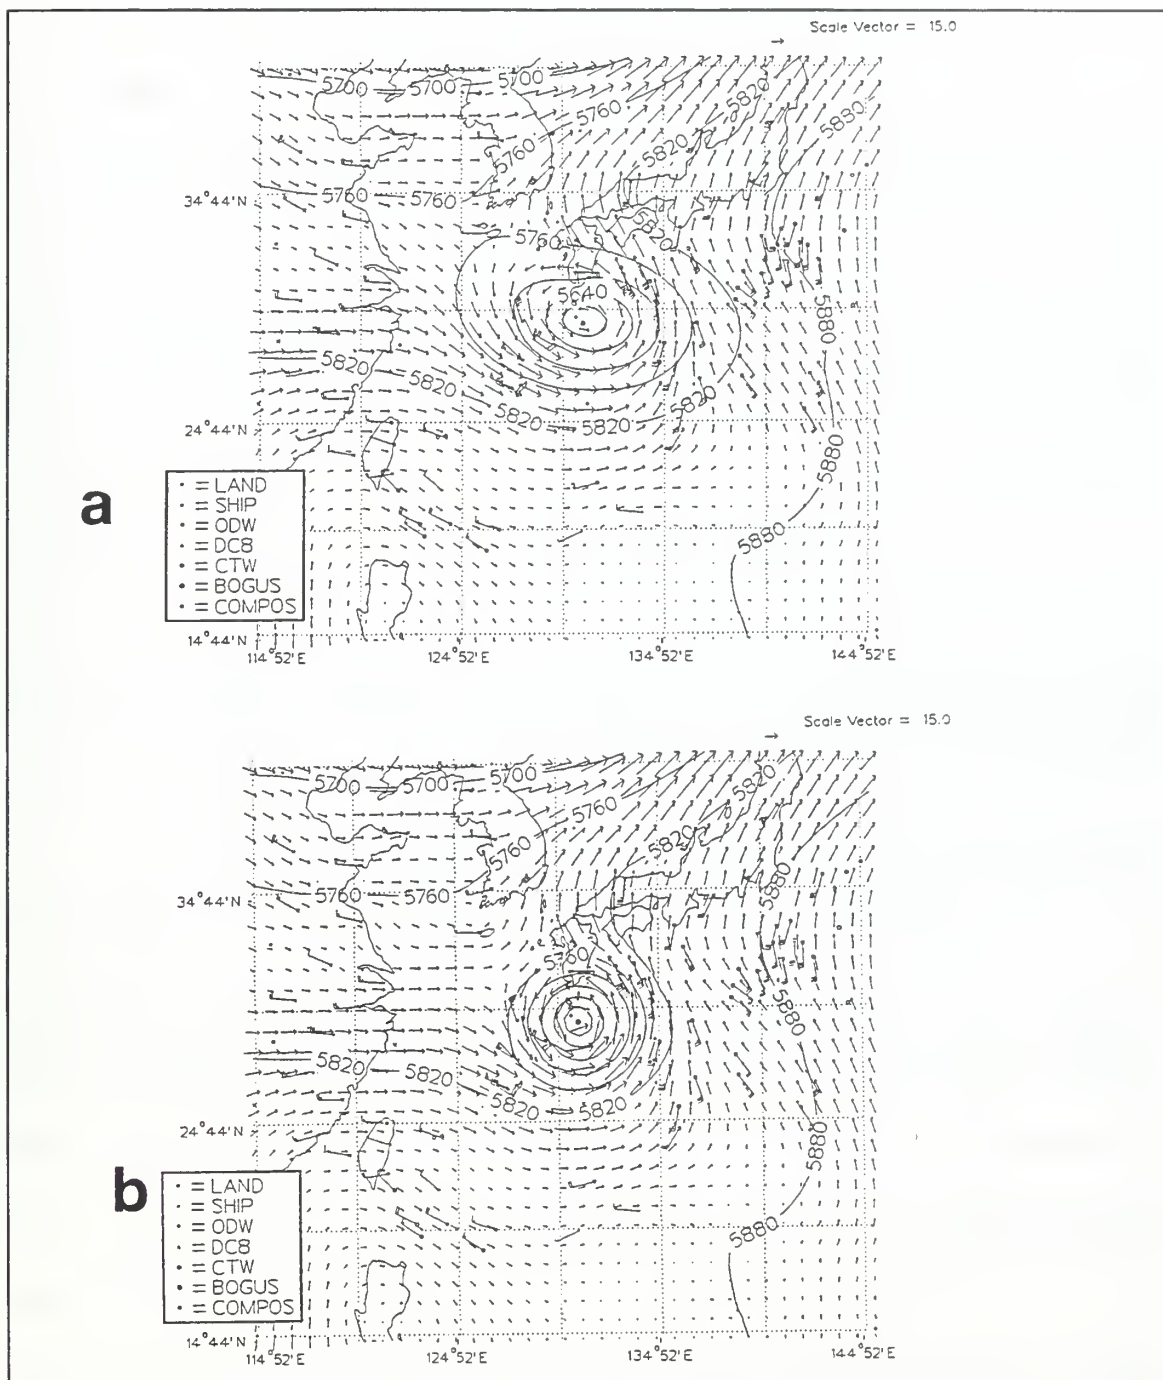 Scale Vector = 15.0
5700 5700 5700
5820
5760
5880
5760
5820
34°44'N
5760 5760
5820
5760
5640
5880
5820 5820
5820 5820
5820
24°44'N
5880
a
• = LAND
• = SHIP
• = ODW
• = DC8
• = CTW
• = BOGUS
• = COMPOS
5880
14°44'N
114°52'E 124°52'E 134°52'E 144°52'E
Scale Vector = 15.0
5700 5700 5700
5820
5760
5760
5820
34°44'N
5760 5760
5880
5760
5880
5820 5820
5820 5820
24°44'N
5880
b
• = LAND
• = SHIP
• = ODW
• = DC8
• = CTW
• = BOGUS
• = COMPOS
5880
14°44'N
114°52'E 124°52'E 134°52'E 144°52'E